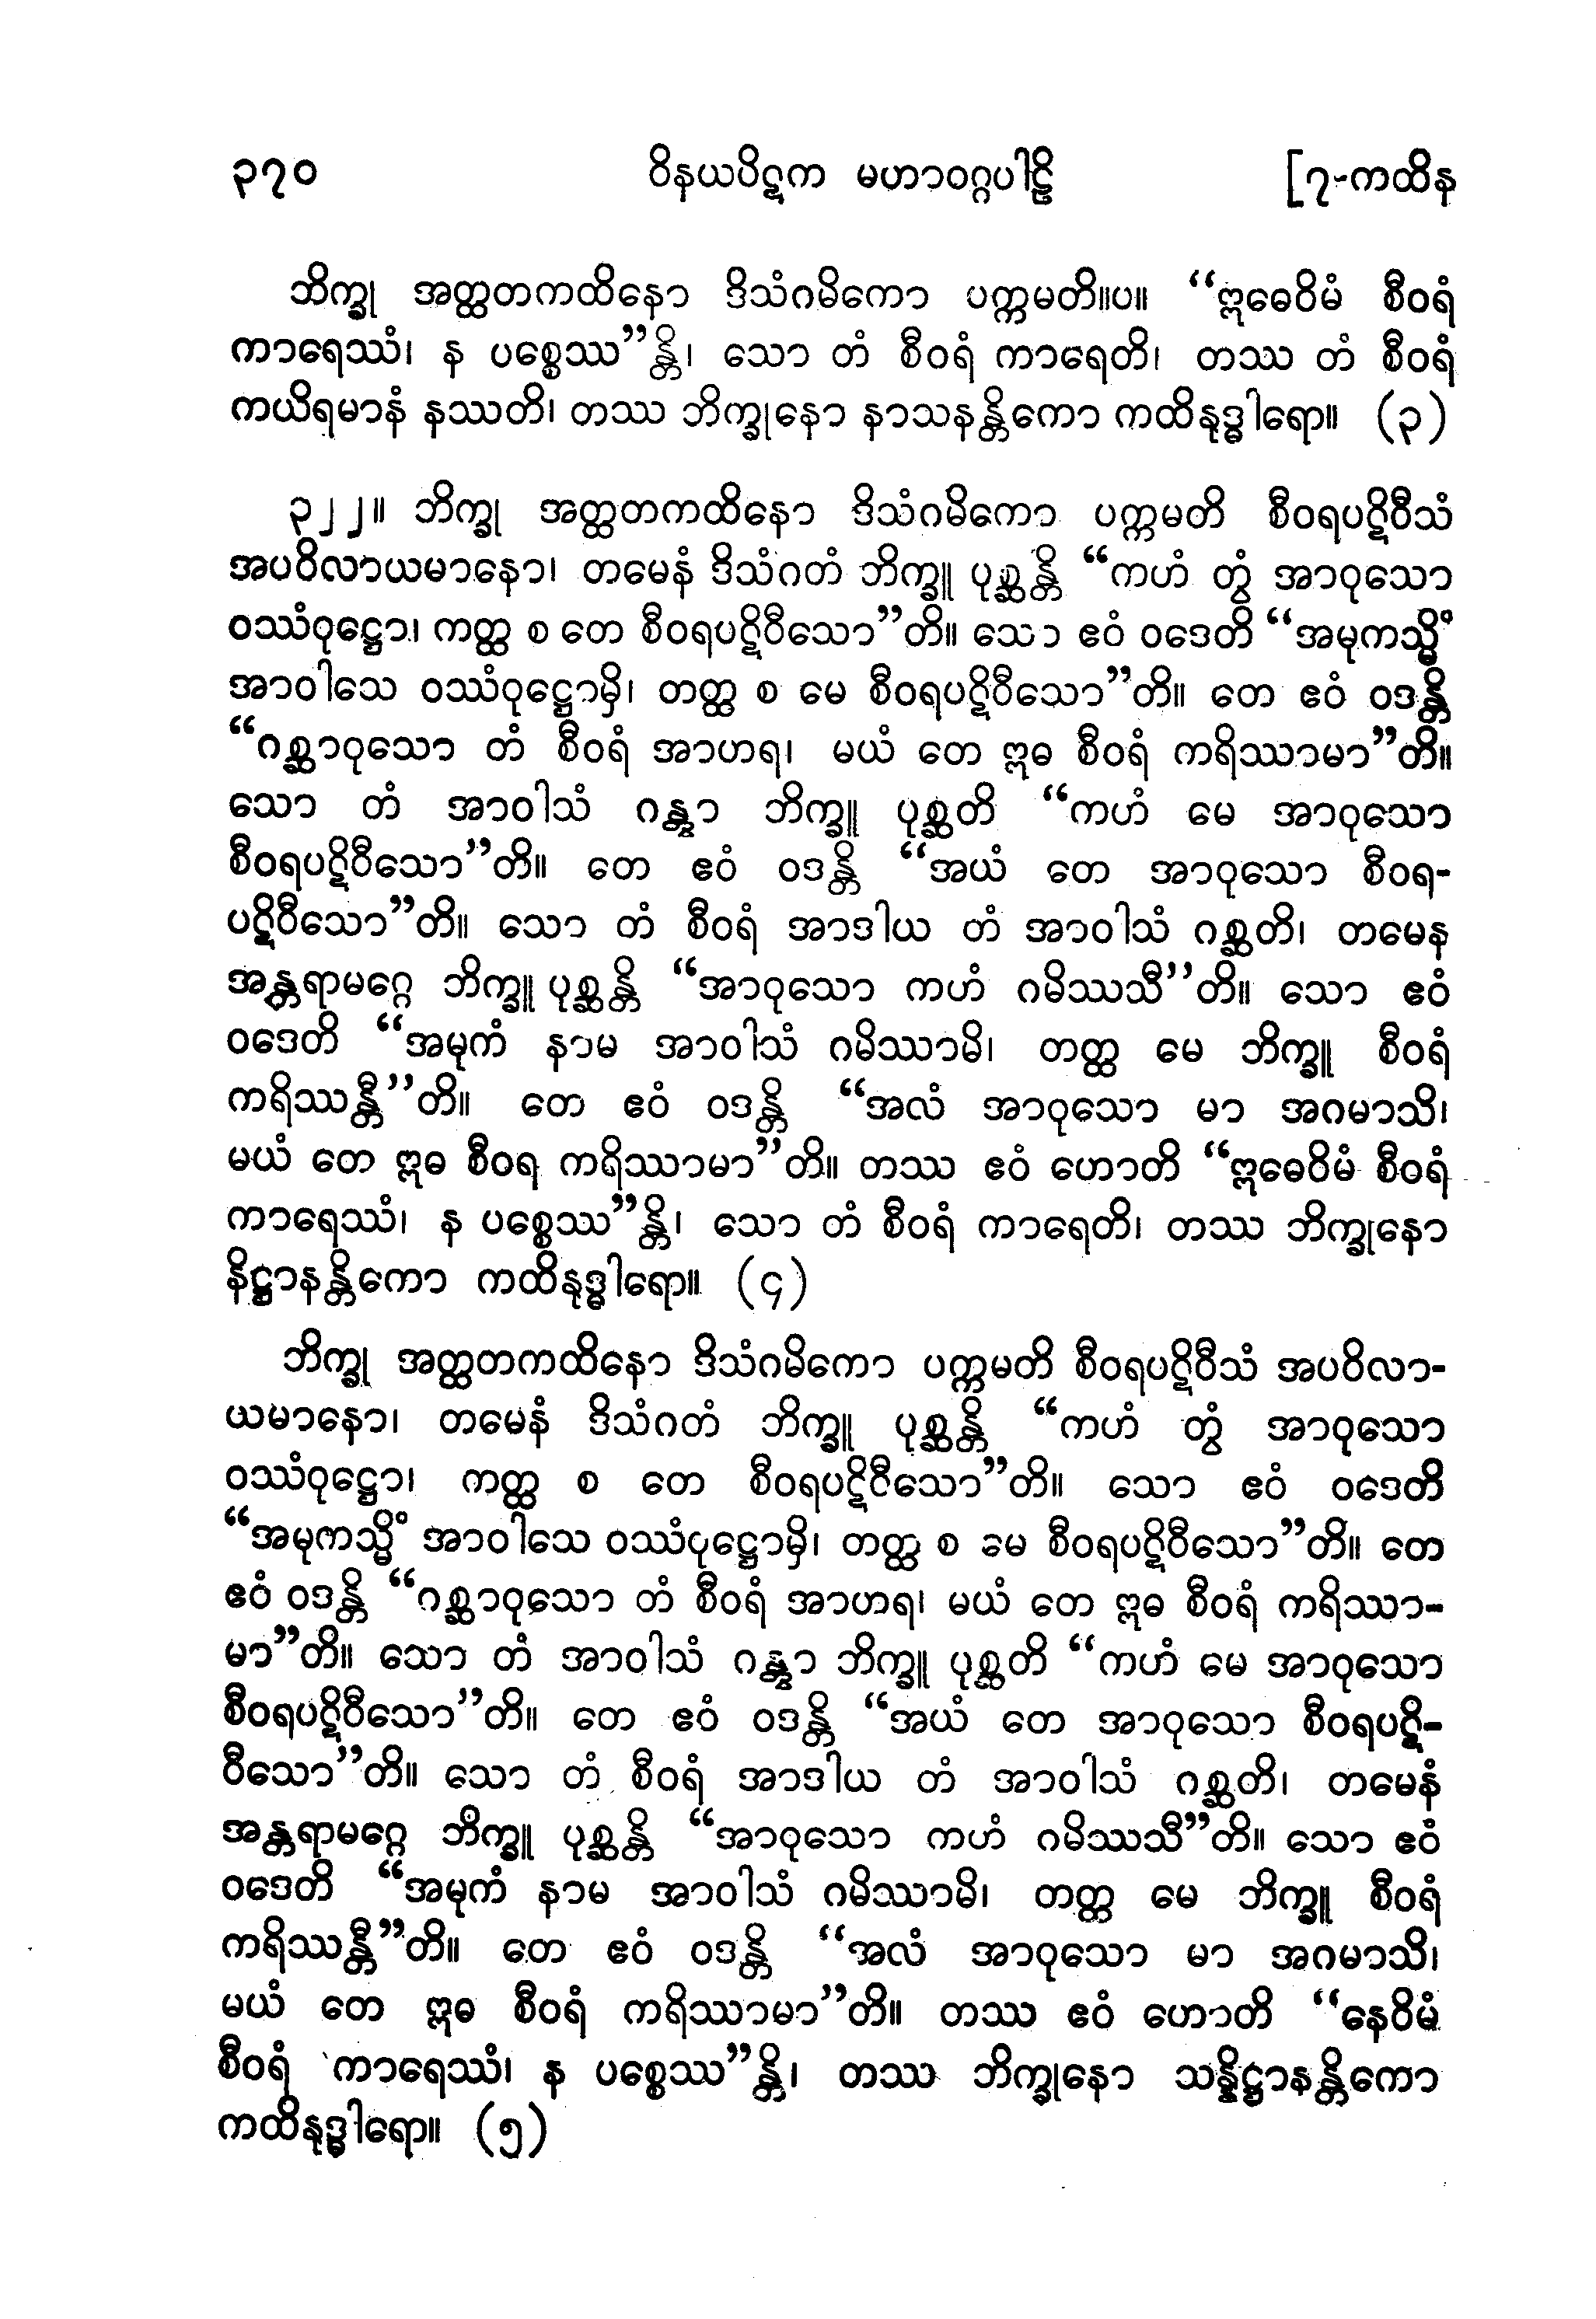 ၃၇၀ ဝိနယပိဋက မဟာဝဂ္ဂပါဠိ [၇-ကထိန
ဘိက္ခု အတ္ထတကထိနော ဒိသံဂမိကော ပက္ကမတိ။ပ။ “ဣဓေဝိမံ စီဝရံ
ကာရေဿံ၊ န ပစ္စေဿ”န္တိ၊ သော တံ စီဝရံ ကာရေတိ၊ တဿ တံ စီဝရံ
ကယိရမာနံ နဿတိ၊ တဿ ဘိက္ခုနော နာသနန္တိကော ကထိနုဒ္ဓါရော။ (၃)
၃၂၂။ ဘိက္ခု အတ္ထတကထိနော ဒိသံဂမိကော ပက္ကမတိ စီဝရပဋိဝီသံ
အပဝိလာယမာနော၊ တမေနံ ဒိသံဂတံ ဘိက္ခူ ပုစ္ဆန္တိ “ကဟံ တွံ အာဝုသော
ဝဿံဝုဋ္ဌော၊ ကတ္ထ စ တေ စီဝရပဋိဝီသော”တိ။ သော ဧဝံ ဝဒေတိ “အမုကသ္မိံ
အာဝါသေ ဝဿံဝုဋ္ဌောမှိ၊ တတ္ထ စ မေ စီဝရပဋိဝီသော”တိ။ တေ ဧဝံ ဝဒန္တိ
“ဂစ္ဆာဝုသော တံ စီဝရံ အာဟရ၊ မယံ တေ ဣဓ စီဝရံ ကရိဿာမာ”တိ။
သော တံ အာဝါသံ ဂန္တွာ ဘိက္ခူ ပုစ္ဆတိ “ကဟံ မေ အာဝုသော
စီဝရပဋိဝီသော”တိ။ တေ ဧဝံ ဝဒန္တိ “အယံ တေ အာဝုသော စီဝရ-
ပဋိဝီသော”တိ။ သော တံ စီဝရံ အာဒါယ တံ အာဝါသံ ဂစ္ဆတိ၊ တမေန
အန္တရာမဂ္ဂေ ဘိက္ခူ ပုစ္ဆန္တိ “အာဝုသော ကဟံ ဂမိဿသီ”တိ။ သော ဧဝံ
ဝဒေတိ “အမုကံ နာမ အာဝါသံ ဂမိဿာမိ၊ တတ္ထ မေ ဘိက္ခူ စီဝရံ
ကရိဿန္တီ”တိ။ တေ ဧဝံ ဝဒန္တိ “အလံ အာဝုသော မာ အဂမာသိ၊
မယံ တေ ဣဓ စီဝရ ကရိဿာမာ”တိ။ တဿ ဧဝံ ဟောတိ “ဣဓေဝိမံ စီဝရံ
ကာရေဿံ၊ န ပစ္စေဿ”န္တိ၊ သော တံ စီဝရံ ကာရေတိ၊ တဿ ဘိက္ခုနော
နိဋ္ဌာနန္တိကော ကထိနုဒ္ဓါရော။ (၄)
ဘိက္ခု အတ္ထတကထိနော ဒိသံဂမိကော ပက္ကမတိ စီဝရပဋိဝီသံ အပဝိလာ-
ယမာနော၊ တမေနံ ဒိသံဂတံ ဘိက္ခူ ပုစ္ဆန္တိ “ကဟံ တွံ အာဝုသော
ဝဿံဝုဋ္ဌော၊ ကတ္ထ စ တေ စီဝရပဋိဝီသော”တိ။ သော ဧဝံ ဝဒေတိ
“အမုကသ္မိံ အာဝါသေ ဝဿံဝုဋ္ဌောမှိ၊ တတ္ထ စ မေ စီဝရပဋိဝီသော”တိ။ တေ
ဧဝံ ဝဒန္တိ “ဂစ္ဆာဝုသော တံ စီဝရံ အာဟရ၊ မယံ တေ ဣဓ စီဝရံ ကရိဿာ-
မာ”တိ။ သော တံ အာဝါသံ ဂန္တွာ ဘိက္ခူ ပုစ္ဆတိ “ကဟံ မေ အာဝုသော
စီဝရပဋိဝီသော”တိ။ တေ ဧဝံ ဝဒန္တိ “အယံ တေ အာဝုသော စီဝရပဋိ-
ဝီသော”တိ။ သော တံ စီဝရံ အာဒါယ တံ အာဝါသံ ဂစ္ဆတိ၊ တမေနံ
အန္တရာမဂ္ဂေ ဘိက္ခူ ပုစ္ဆန္တိ “အာဝုသော ကဟံ ဂမိဿသီ”တိ။ သော ဧဝံ
ဝဒေတိ “အမုကံ နာမ အာဝါသံ ဂမိဿာမိ၊ တတ္ထ မေ ဘိက္ခူ စီဝရံ
ကရိဿန္တီ”တိ။ တေ ဧဝံ ဝဒန္တိ “အလံ အာဝုသော မာ အဂမာသိ၊
မယံ တေ ဣဓ စီဝရံ ကရိဿာမာ”တိ။ တဿ ဧဝံ ဟောတိ “နေဝိမံ
စီဝရံ ကာရေဿံ၊ န ပစ္စေဿ”န္တိ၊ တဿ ဘိက္ခုနော သန္နိဋ္ဌာနန္တိကော
ကထိနုဒ္ဓါရော။ (၅)